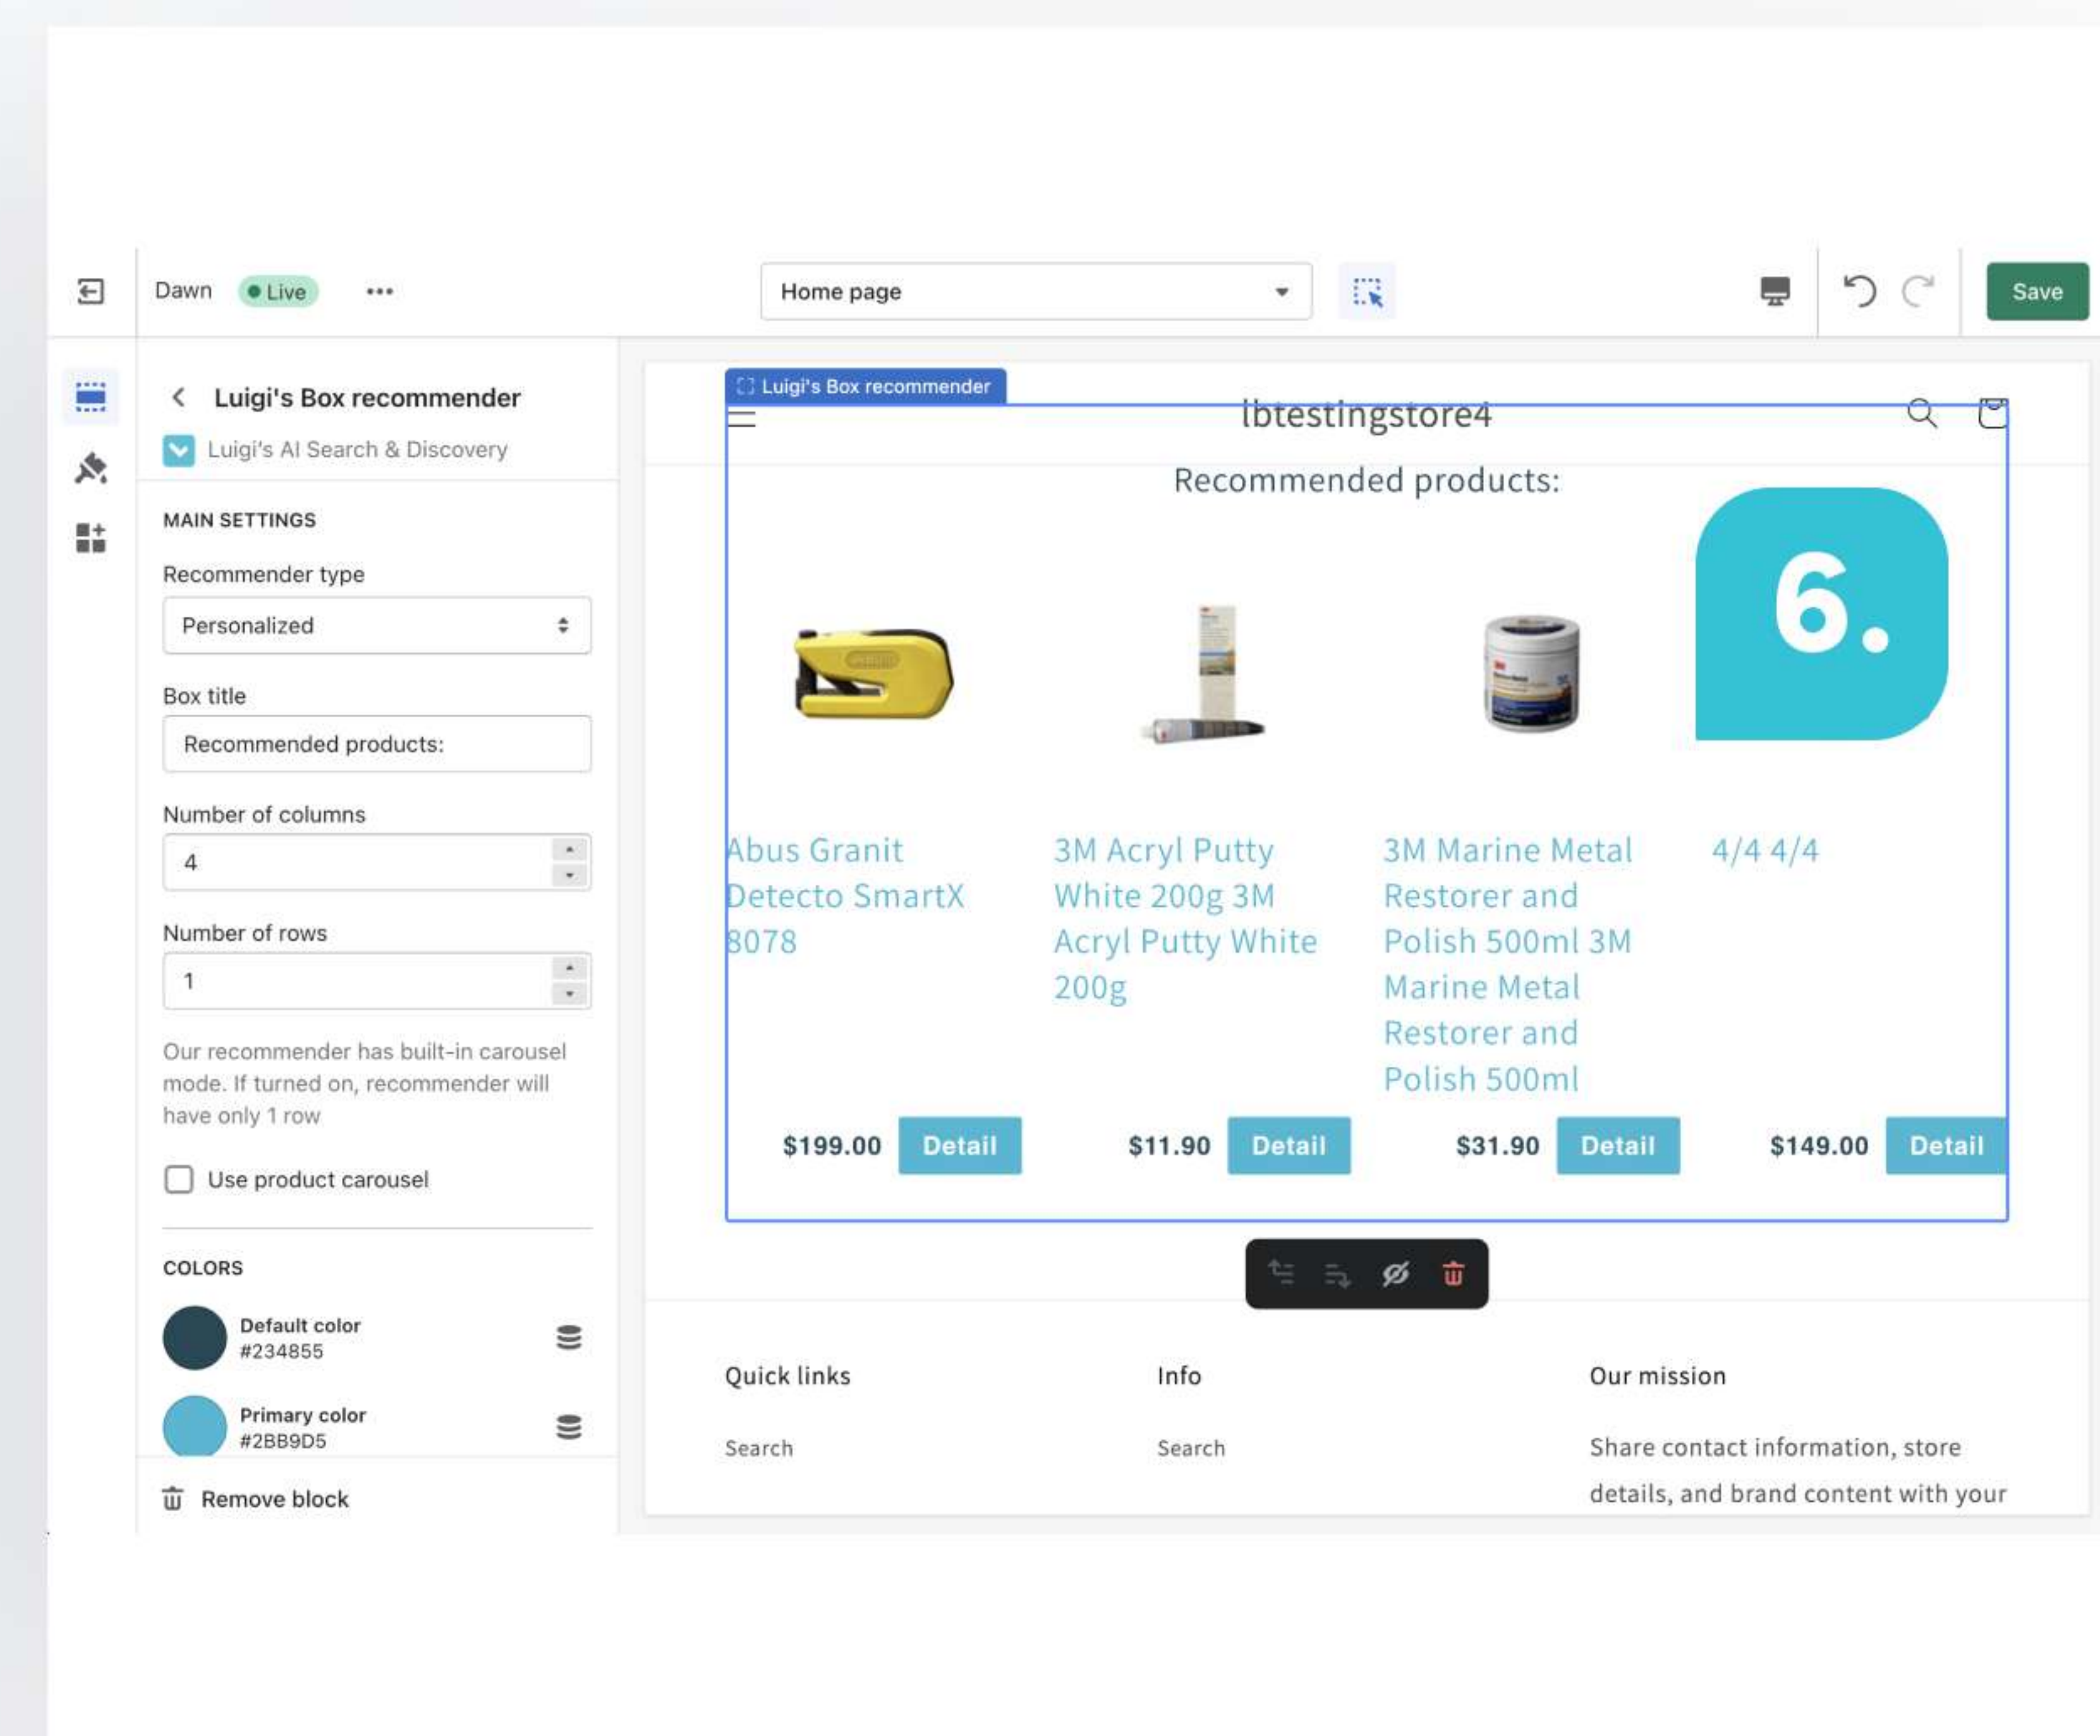 Dawn
Live
Home page
Save
Luigi's Box recommender
Luigi's AI Search & Discovery
MAIN SETTINGS
Recommender type
Personalized
Box title
Recommended products:
Number of columns
4
Number of rows
1
Our recommender has built-in carousel
mode. If turned on, recommender will
have only 1 row
Use product carousel
COLORS
Default color
#234855
Primary color
#2BB9D5
Remove block
Luigi's Box recommender
lbtestingstore4
Recommended products:
6.
Abus Granit
Detecto SmartX
8078
$199.00 Detail
3M Acryl Putty
White 200g 3M
Acryl Putty White
200g
$11.90 Detail
3M Marine Metal
Restorer and
Polish 500ml 3M
Marine Metal
Restorer and
Polish 500ml
$31.90 Detail
4/4 4/4
$149.00 Detail
Quick links
Search
Info
Search
Our mission
Share contact information, store
details, and brand content with your